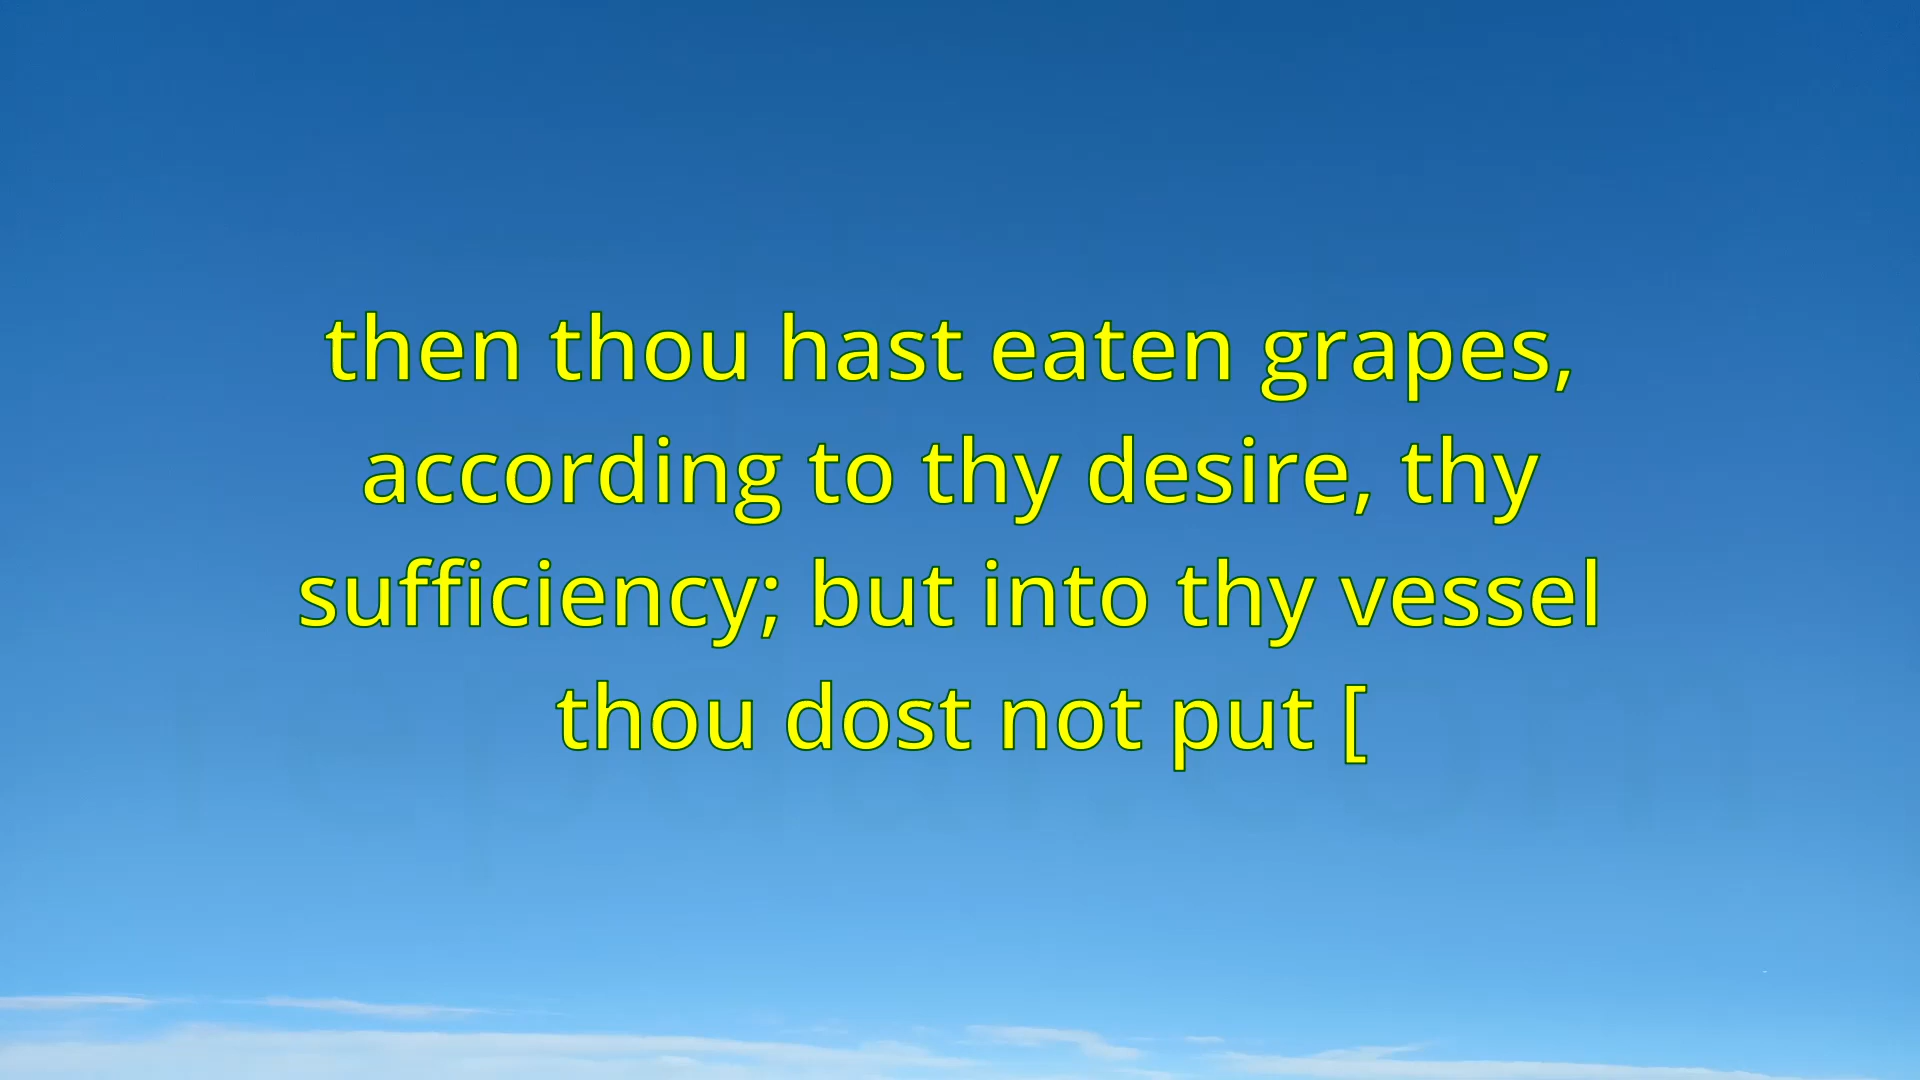 then thou hast eaten grapes,
according to thy desire, thy
sufficiency; but into thy vessel
thou dost not put [